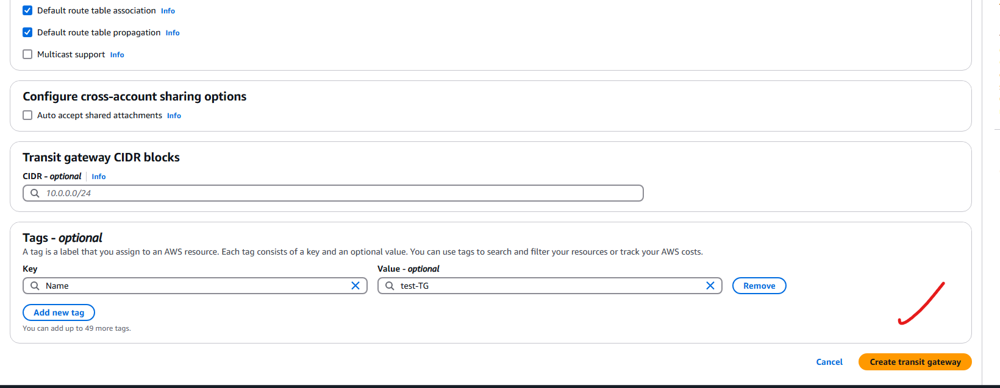 Default route table association Info
Default route table propagation Info
Multicast support Info
Configure cross-account sharing options
Auto accept shared attachments Info
Transit gateway CIDR blocks
CIDR - optional Info
10.0.0.0/24
Tags - optional
A tag is a label that you assign to an AWS resource. Each tag consists of a key and an optional value. You can use tags to search and filter your resources or track your AWS costs.
Key Value - optional
Name test-TG Remove
Add new tag
You can add up to 49 more tags.
Cancel Create transit gateway